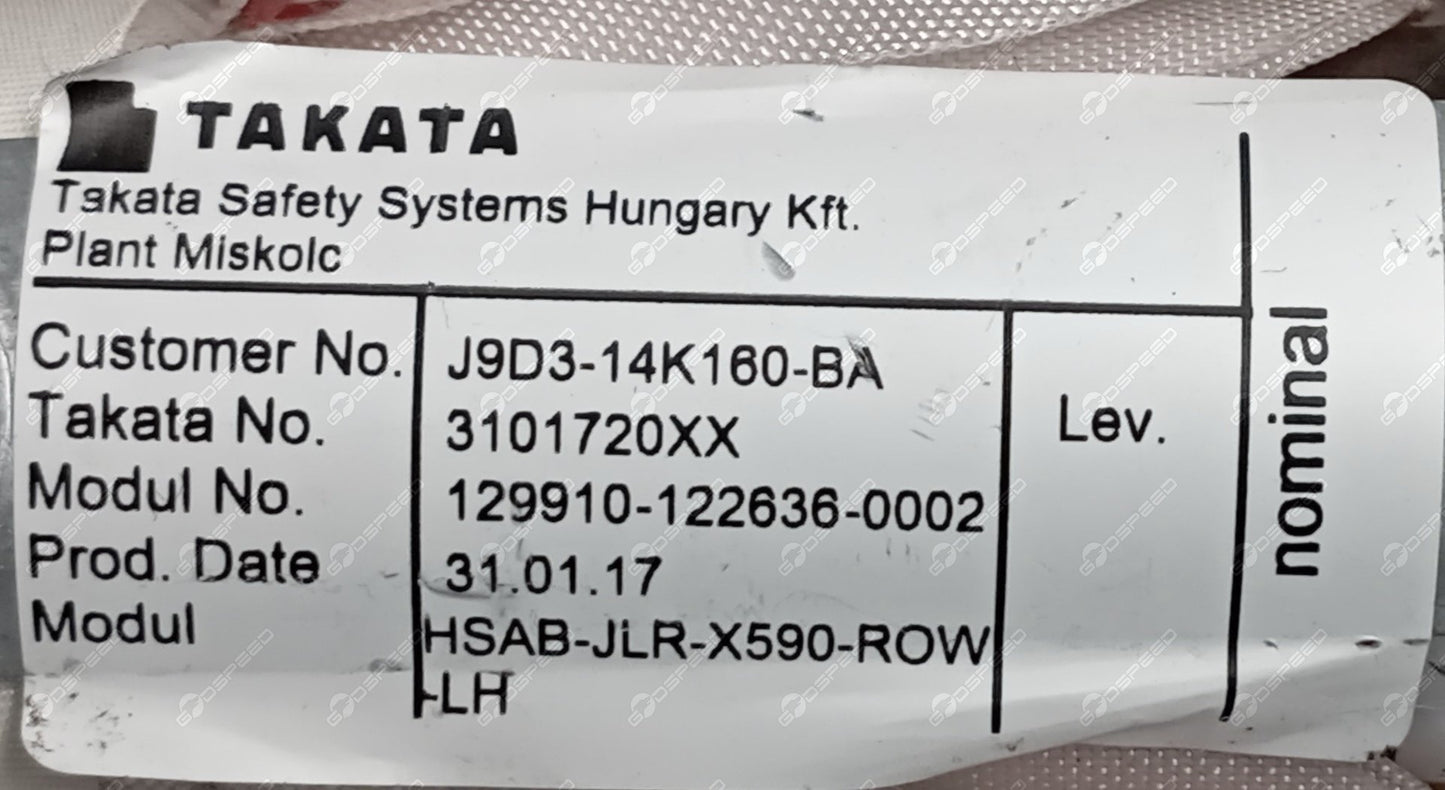 TAKATA
Takata Safety Systems Hungary Kft.
Plant Miskolc
Customer No. J9D3-14K160-BA
Takata No. 3101720XX
Modul No. 129910-122636-0002
Prod. Date 31.01.17
Modul HSAB-JLR-X590-ROW
-LH
Lev.
nominal
GODSPEED